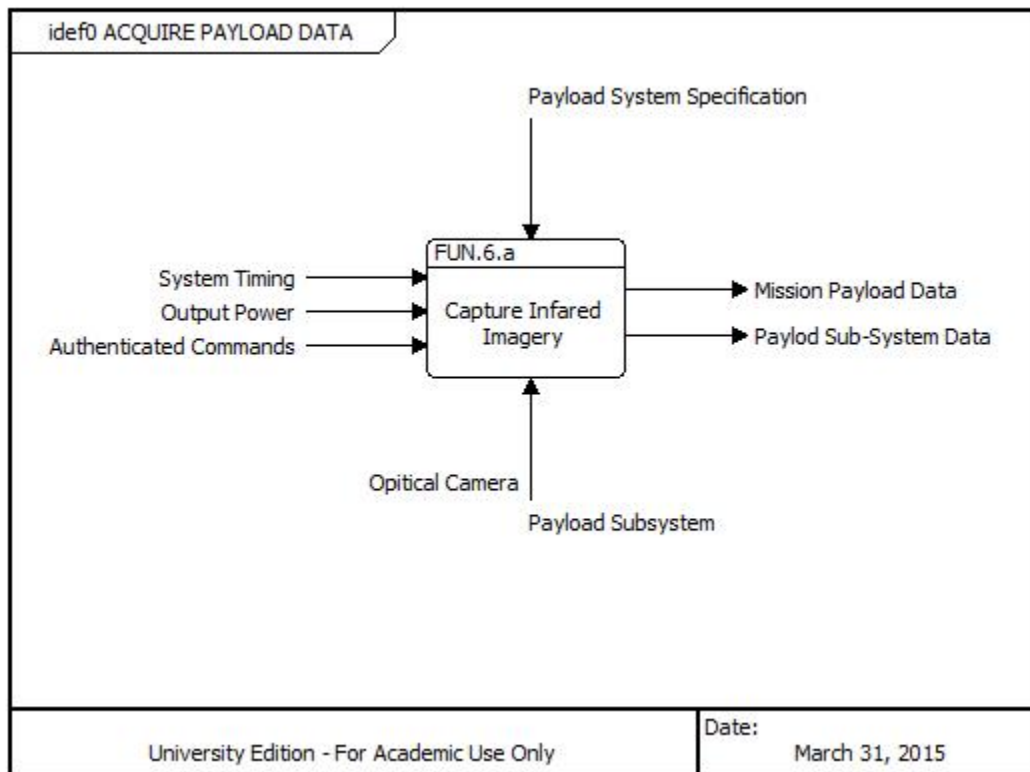 idef0 ACQUIRE PAYLOAD DATA
Payload System Specification
FUN.6.a
System Timing
Output Power
Authenticated Commands
Capture Infared
Imagery
Mission Payload Data
Paylod Sub-System Data
Opitical Camera
Payload Subsystem
University Edition - For Academic Use Only
Date:
March 31, 2015